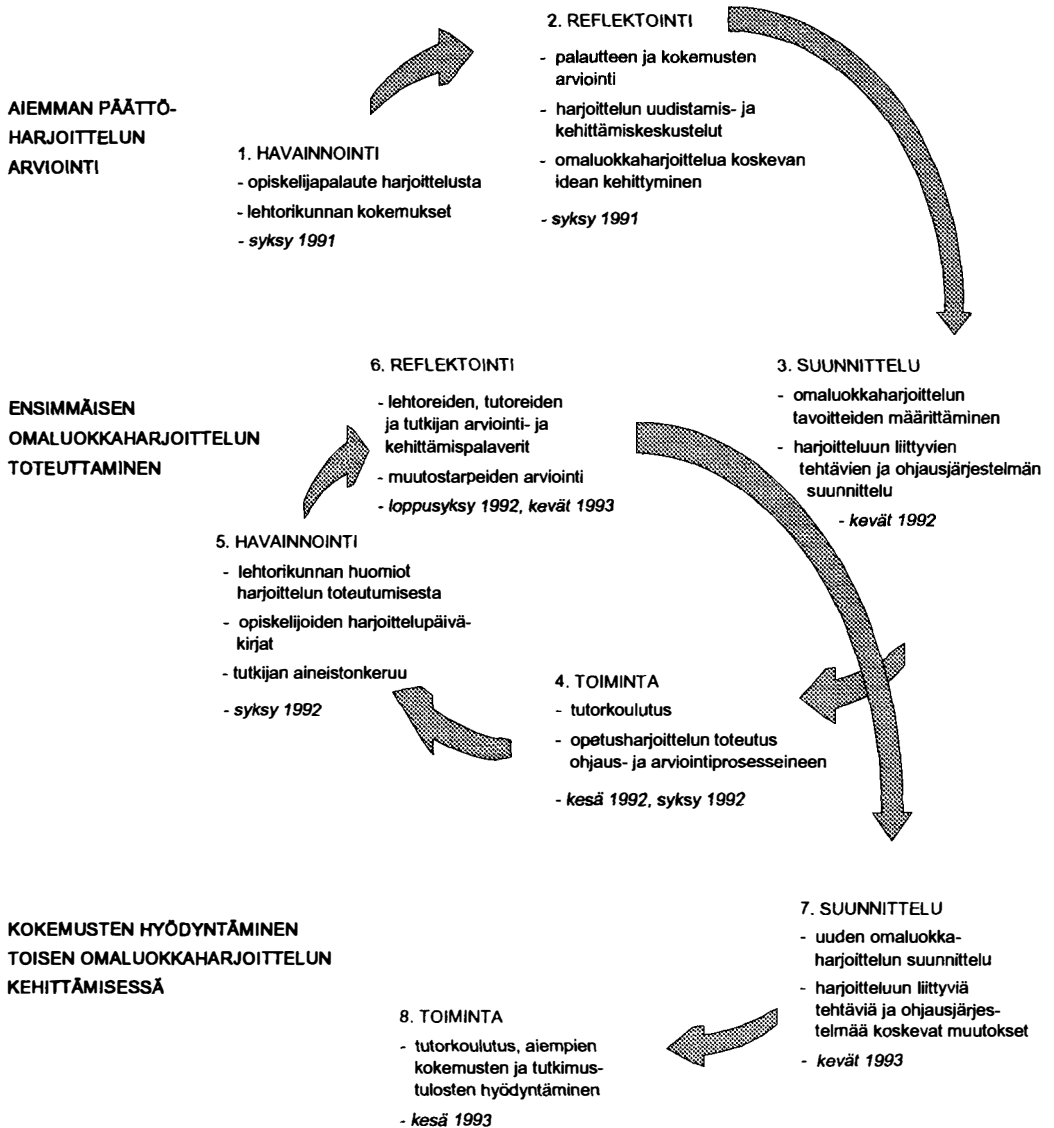 AIEMMAN PÄÄTTÖ-
HARJOITTELUN
ARVIOINTI
1. HAVAINNOINTI
- opiskelijapalaute harjoittelusta
- lehtorikunnan kokemukset
- syksy 1991
2. REFLEKTOINTI
- palautteen ja kokemusten
arviointi
- harjoittelun uudistamis- ja
kehittämiskeskustelut
- omaluokkaharjoittelua koskevan
idean kehittyminen
- syksy 1991
ENSIMMÄISEN
OMALUOKKAHARJOITTELUN
TOTEUTTAMINEN
3. SUUNNITTELU
- omaluokkaharjoittelun
tavoitteiden määrittäminen
- harjoitteluun liittyvien
tehtävien ja ohjausjärjestelmän
suunnittelu
- kevät 1992
4. TOIMINTA
- tutorkoulutus
- opetusharjoittelun toteutus
ohjaus- ja arviointiprosesseineen
- kesä 1992, syksy 1992
5. HAVAINNOINTI
- lehtorikunnan huomiot
harjoittelun toteutumisesta
- opiskelijoiden harjoittelupäivä-
kirjat
- tutkijan aineistonkeruu
- syksy 1992
6. REFLEKTOINTI
- lehtoreiden, tutoreiden
ja tutkijan arviointi- ja
kehittämispalaverit
- muutostarpeiden arviointi
- loppusyksy 1992, kevät 1993
KOKEMUSTEN HYÖDYNTÄMINEN
TOISEN OMALUOKKAHARJOITTELUN
KEHITTÄMISESSÄ
7. SUUNNITTELU
- uuden omaluokka-
harjoittelun suunnittelu
- harjoitteluun liittyviä
tehtäviä ja ohjausjärjes-
telmää koskevat muutokset
- kevät 1993
8. TOIMINTA
- tutorkoulutus, aiempien
kokemusten ja tutkimus-
tulosten hyödyntäminen
- kesä 1993